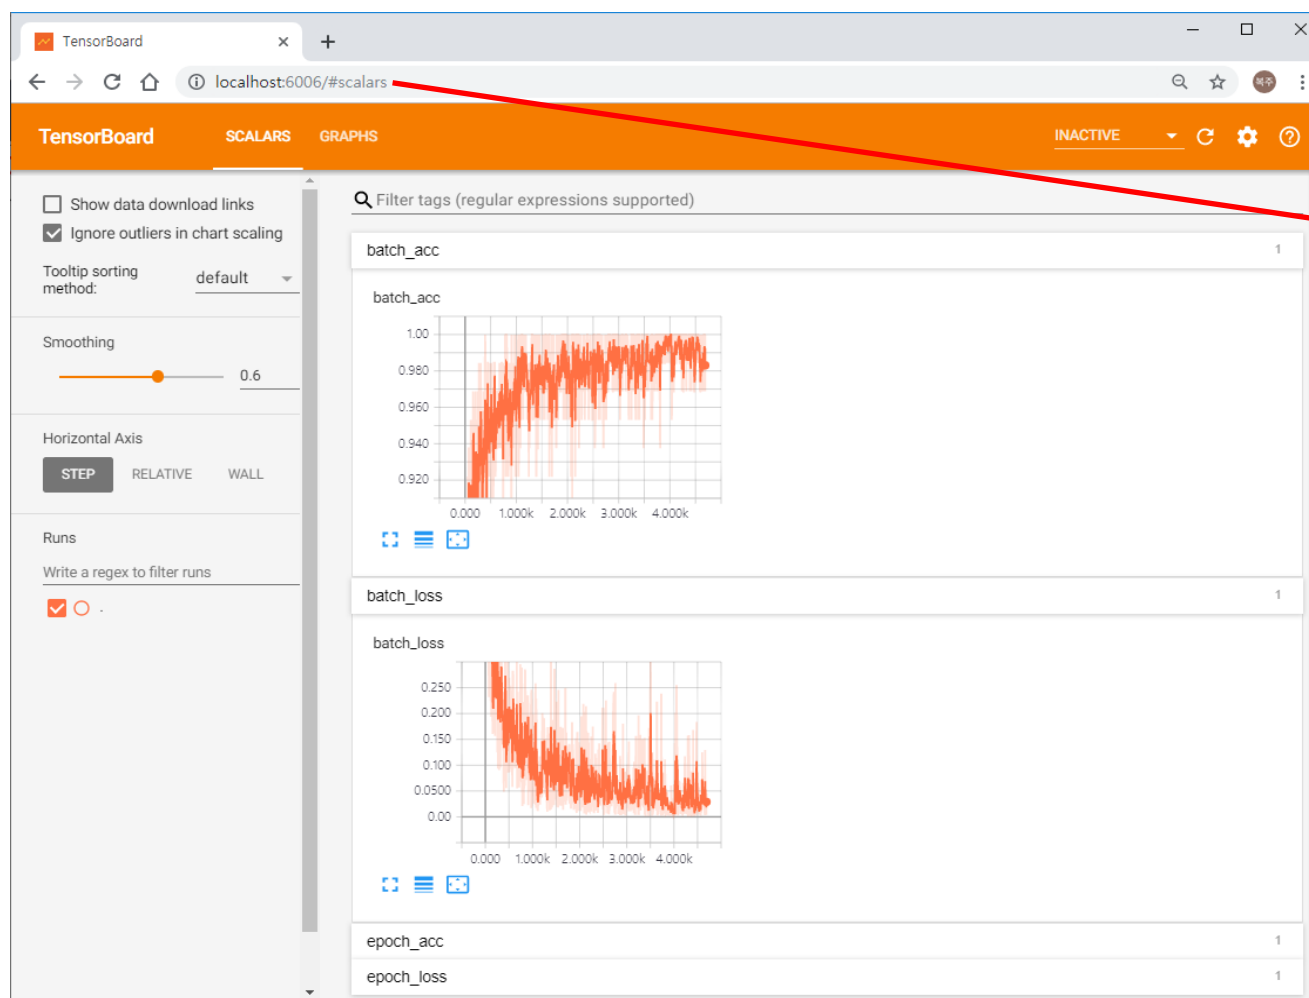 TensorBoard
localhost:6006/#scalars
복주
TensorBoard SCALARS GRAPHS INACTIVE
Show data download links
Ignore outliers in chart scaling
Tooltip sorting
method: default
Smoothing
0.6
Horizontal Axis
STEP RELATIVE WALL
Runs
Write a regex to filter runs
.
Filter tags (regular expressions supported)
batch_acc 1
batch_acc
1.00
0.980
0.960
0.940
0.920
0.000 1.000k 2.000k 3.000k 4.000k
batch_loss 1
batch_loss
0.250
0.200
0.150
0.100
0.0500
0.00
0.000 1.000k 2.000k 3.000k 4.000k
epoch_acc 1
epoch_loss 1